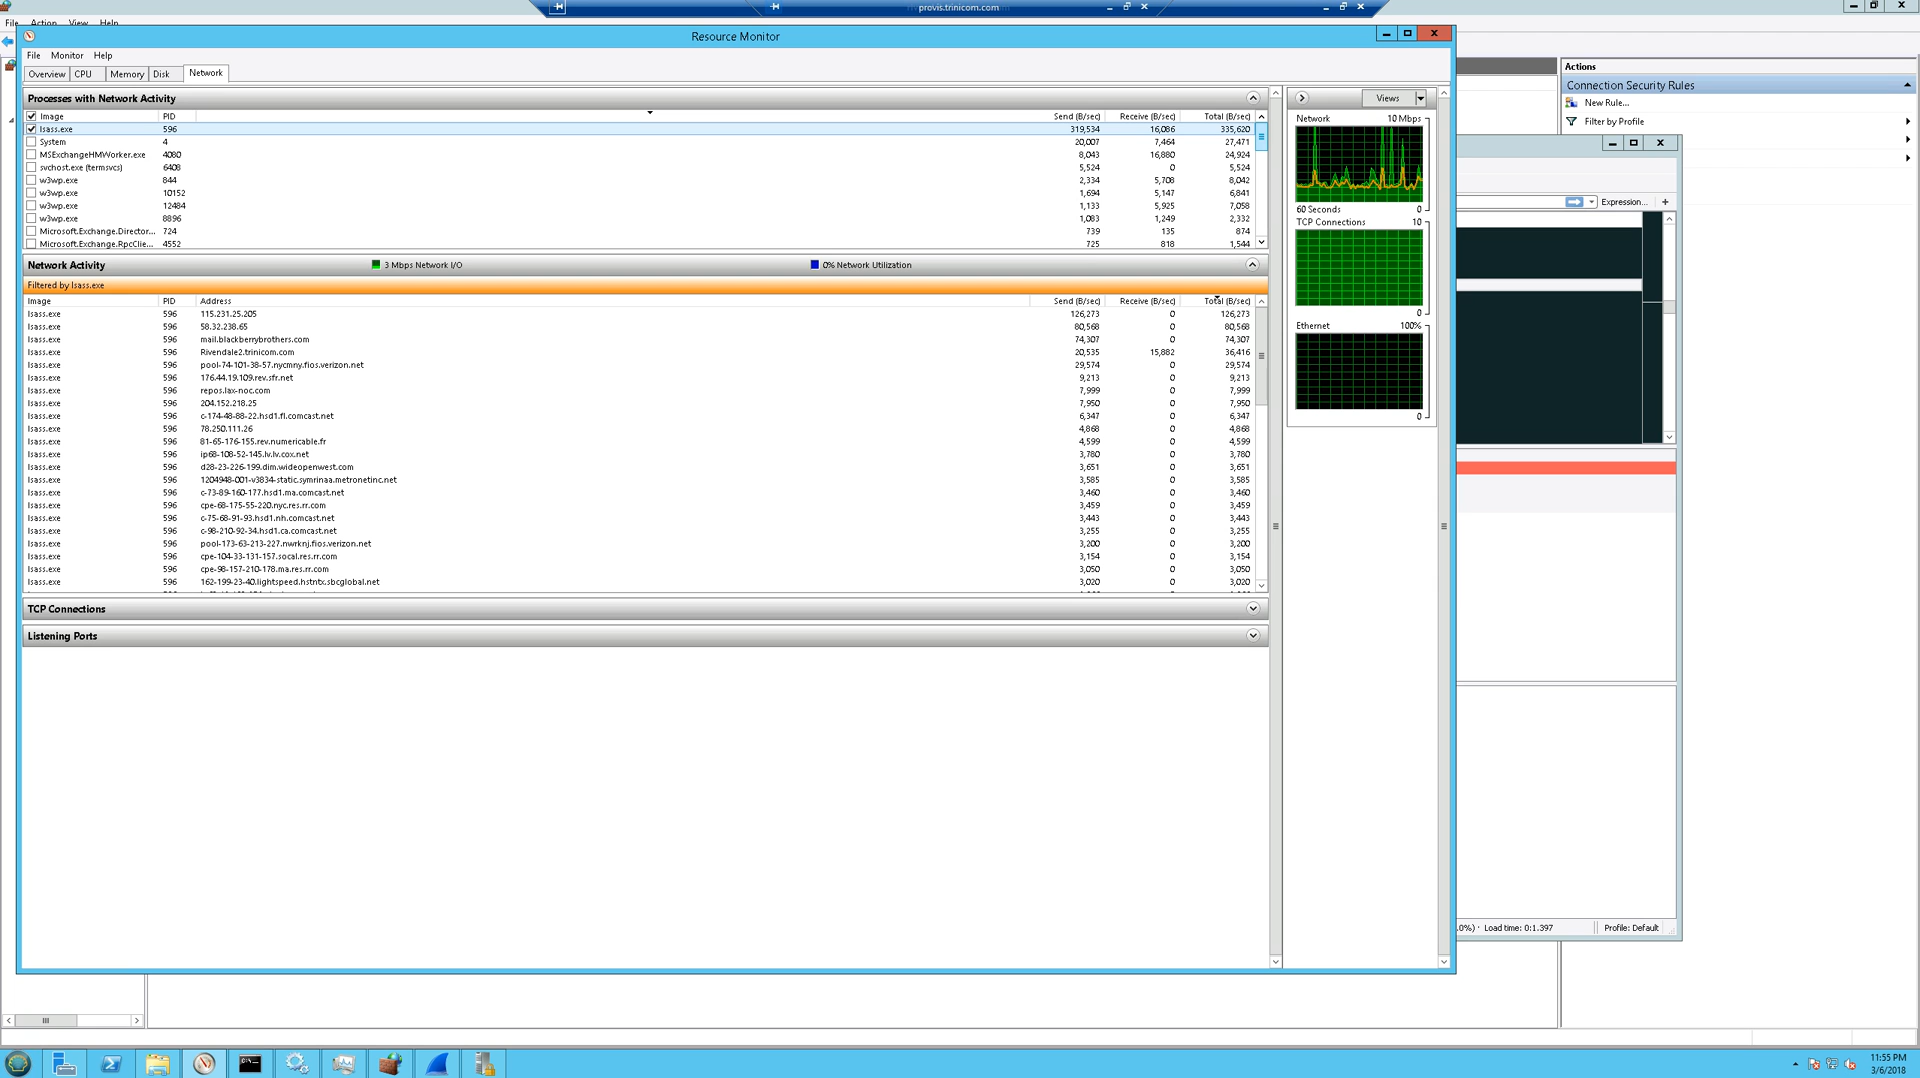 provis.trinicom.com
File Action View Help
Resource Monitor
File Monitor Help
Overview CPU Memory Disk Network
Processes with Network Activity
Image PID Send (B/sec) Receive (B/sec) Total (B/sec)
lsass.exe 596 319,534 16,086 335,620
System 4 20,007 7,464 27,471
MSExchangeHMWorker.exe 4080 8,043 16,880 24,924
svchost.exe (termsvcs) 6408 5,524 0 5,524
w3wp.exe 844 2,334 5,708 8,042
w3wp.exe 10152 1,694 5,147 6,841
w3wp.exe 12484 1,133 5,925 7,058
w3wp.exe 8896 1,083 1,249 2,332
Microsoft.Exchange.Director... 724 739 135 874
Microsoft.Exchange.RpcClie... 4552 725 818 1,544
Network Activity 3 Mbps Network I/O 0% Network Utilization
Filtered by lsass.exe
Image PID Address Send (B/sec) Receive (B/sec) Total (B/sec)
lsass.exe 596 115.231.25.205 126,273 0 126,273
lsass.exe 596 58.32.238.65 80,568 0 80,568
lsass.exe 596 mail.blackberrybrothers.com 74,307 0 74,307
lsass.exe 596 Rivendale2.trinicom.com 20,535 15,882 36,416
lsass.exe 596 pool-74-101-38-57.nycmny.fios.verizon.net 29,574 0 29,574
lsass.exe 596 176.44.19.109.rev.sfr.net 9,213 0 9,213
lsass.exe 596 repos.lax-noc.com 7,999 0 7,999
lsass.exe 596 204.152.218.25 7,950 0 7,950
lsass.exe 596 c-174-48-88-22.hsd1.fl.comcast.net 6,347 0 6,347
lsass.exe 596 78.250.111.26 4,868 0 4,868
lsass.exe 596 81-65-176-155.rev.numericable.fr 4,599 0 4,599
lsass.exe 596 ip68-108-52-145.lv.lv.cox.net 3,780 0 3,780
lsass.exe 596 d28-23-226-199.dim.wideopenwest.com 3,651 0 3,651
lsass.exe 596 1204948-001-v3834-static.symrinaa.metronetinc.net 3,585 0 3,585
lsass.exe 596 c-73-89-160-177.hsd1.ma.comcast.net 3,460 0 3,460
lsass.exe 596 cpe-68-175-55-220.nyc.res.rr.com 3,459 0 3,459
lsass.exe 596 c-75-68-91-93.hsd1.nh.comcast.net 3,443 0 3,443
lsass.exe 596 c-98-210-92-34.hsd1.ca.comcast.net 3,255 0 3,255
lsass.exe 596 pool-173-63-213-227.nwrknj.fios.verizon.net 3,200 0 3,200
lsass.exe 596 cpe-104-33-131-157.socal.res.rr.com 3,154 0 3,154
lsass.exe 596 cpe-98-157-210-178.ma.res.rr.com 3,050 0 3,050
lsass.exe 596 162-199-23-40.lightspeed.hstntx.sbcglobal.net 3,020 0 3,020
TCP Connections
Listening Ports
Views
Network 10 Mbps
60 Seconds 0
TCP Connections 10
0
Ethernet 100%
0
Actions
Connection Security Rules
New Rule...
Filter by Profile
Expression... +
.0%) · Load time: 0:1.397 Profile: Default
11:55 PM
3/6/2018